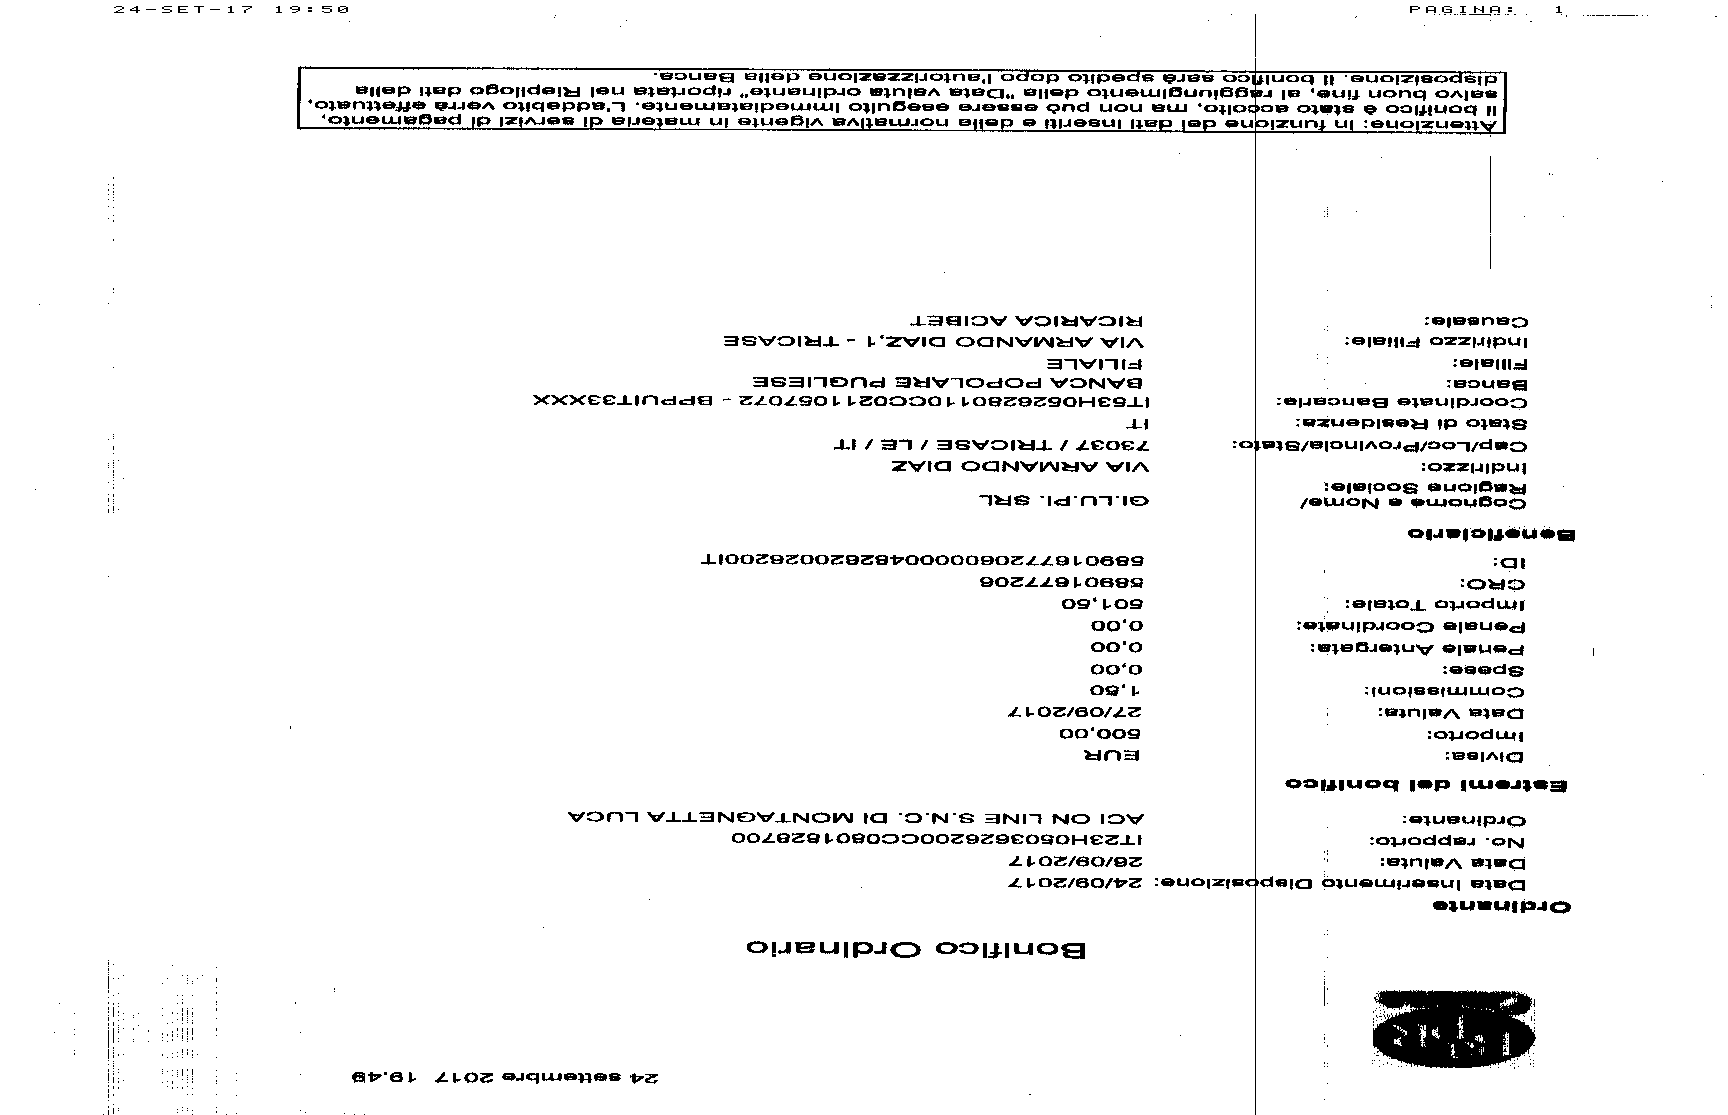 24-SET-17 19:50 PAGINA: 1
24 settembre 2017 19.49
Bonifico Ordinario
Ordinante
Data Inserimento Disposizione: 24/09/2017
Data Valuta: 26/09/2017
No. rapporto: IT23H0503626200CC0801828700
Ordinante: ACI ON LINE S.N.C. DI MONTAGNETTA LUCA
Estremi del bonifico
Divisa: EUR
Importo: 500,00
Data Valuta: 27/09/2017
Commissioni: 1,50
Spese: 0,00
Penale Antergata: 0,00
Penale Coordinate: 0,00
Importo Totale: 501,50
CRO:
ID:
Beneficiario
Cognome e Nome/ GI.LU.PI. SRL
Ragione Sociale:
Indirizzo: VIA ARMANDO DIAZ
Cap/Loc/Provincia/Stato: 73037 / TRICASE / LE / IT
Stato di Residenza: IT
Coordinate Bancarie: - BPPUIT33XXX
Banca: BANCA POPOLARE PUGLIESE
Filiale: FILIALE
Indirizzo Filiale: VIA ARMANDO DIAZ,1 - TRICASE
Causale: RICARICA ACIBET
Attenzione: in funzione dei dati inseriti e della normativa vigente in materia di servizi di pagamento,
il bonifico è stato accolto, ma non può essere eseguito immediatamente. L'addebito verrà effettuato,
salvo buon fine, al raggiungimento della "Data valuta ordinante" riportata nel Riepilogo dati della
disposizione. Il bonifico sarà spedito dopo l'autorizzazione della Banca.